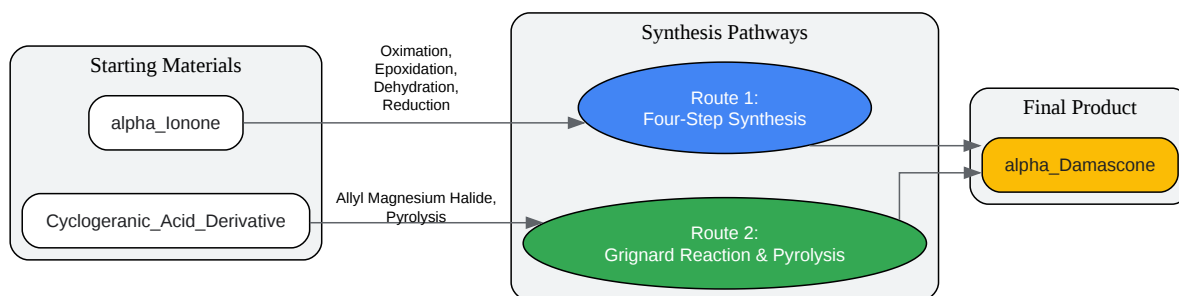 Starting Materials
alpha_Ionone
Cyclogeranic_Acid_Derivative
Oximation,
Epoxidation,
Dehydration,
Reduction
Allyl Magnesium Halide,
Pyrolysis
Synthesis Pathways
Route 1:
Four-Step Synthesis
Route 2:
Grignard Reaction & Pyrolysis
Final Product
alpha_Damascone